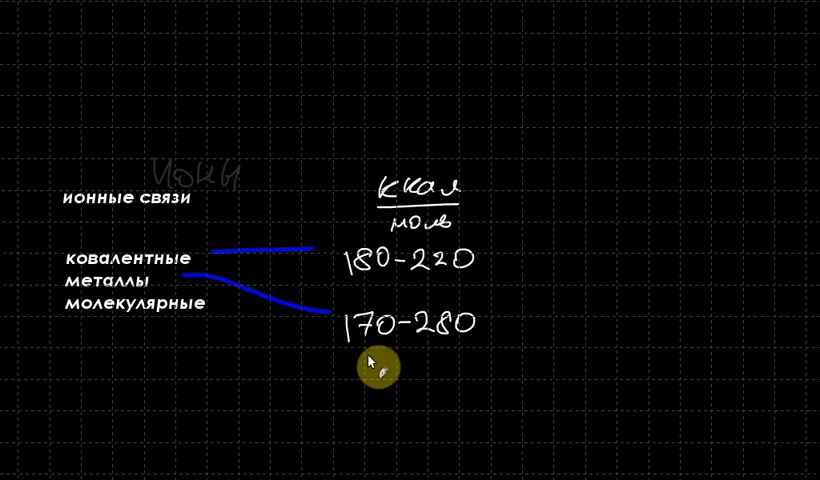 Ионы
ионные связи
ккал
моль
ковалентные
180-220
металлы
молекулярные
170-280